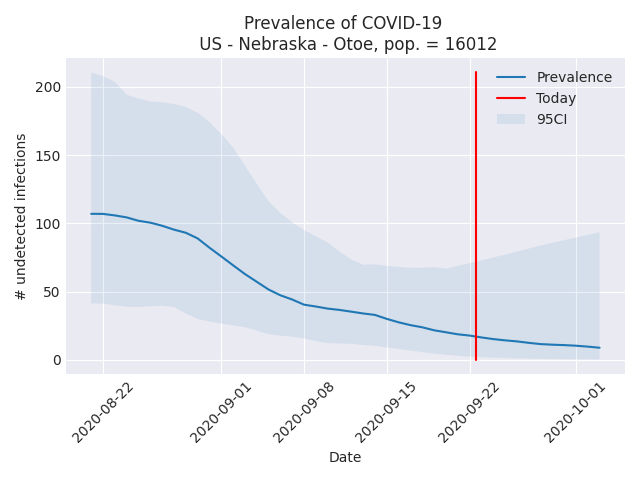 Prevalence of COVID-19
US - Nebraska - Otoe, pop. = 16012
Prevalence
Today
95CI
# undetected infections
200
150
100
50
0
2020-08-22
2020-09-01
2020-09-08
2020-09-15
2020-09-22
2020-10-01
Date